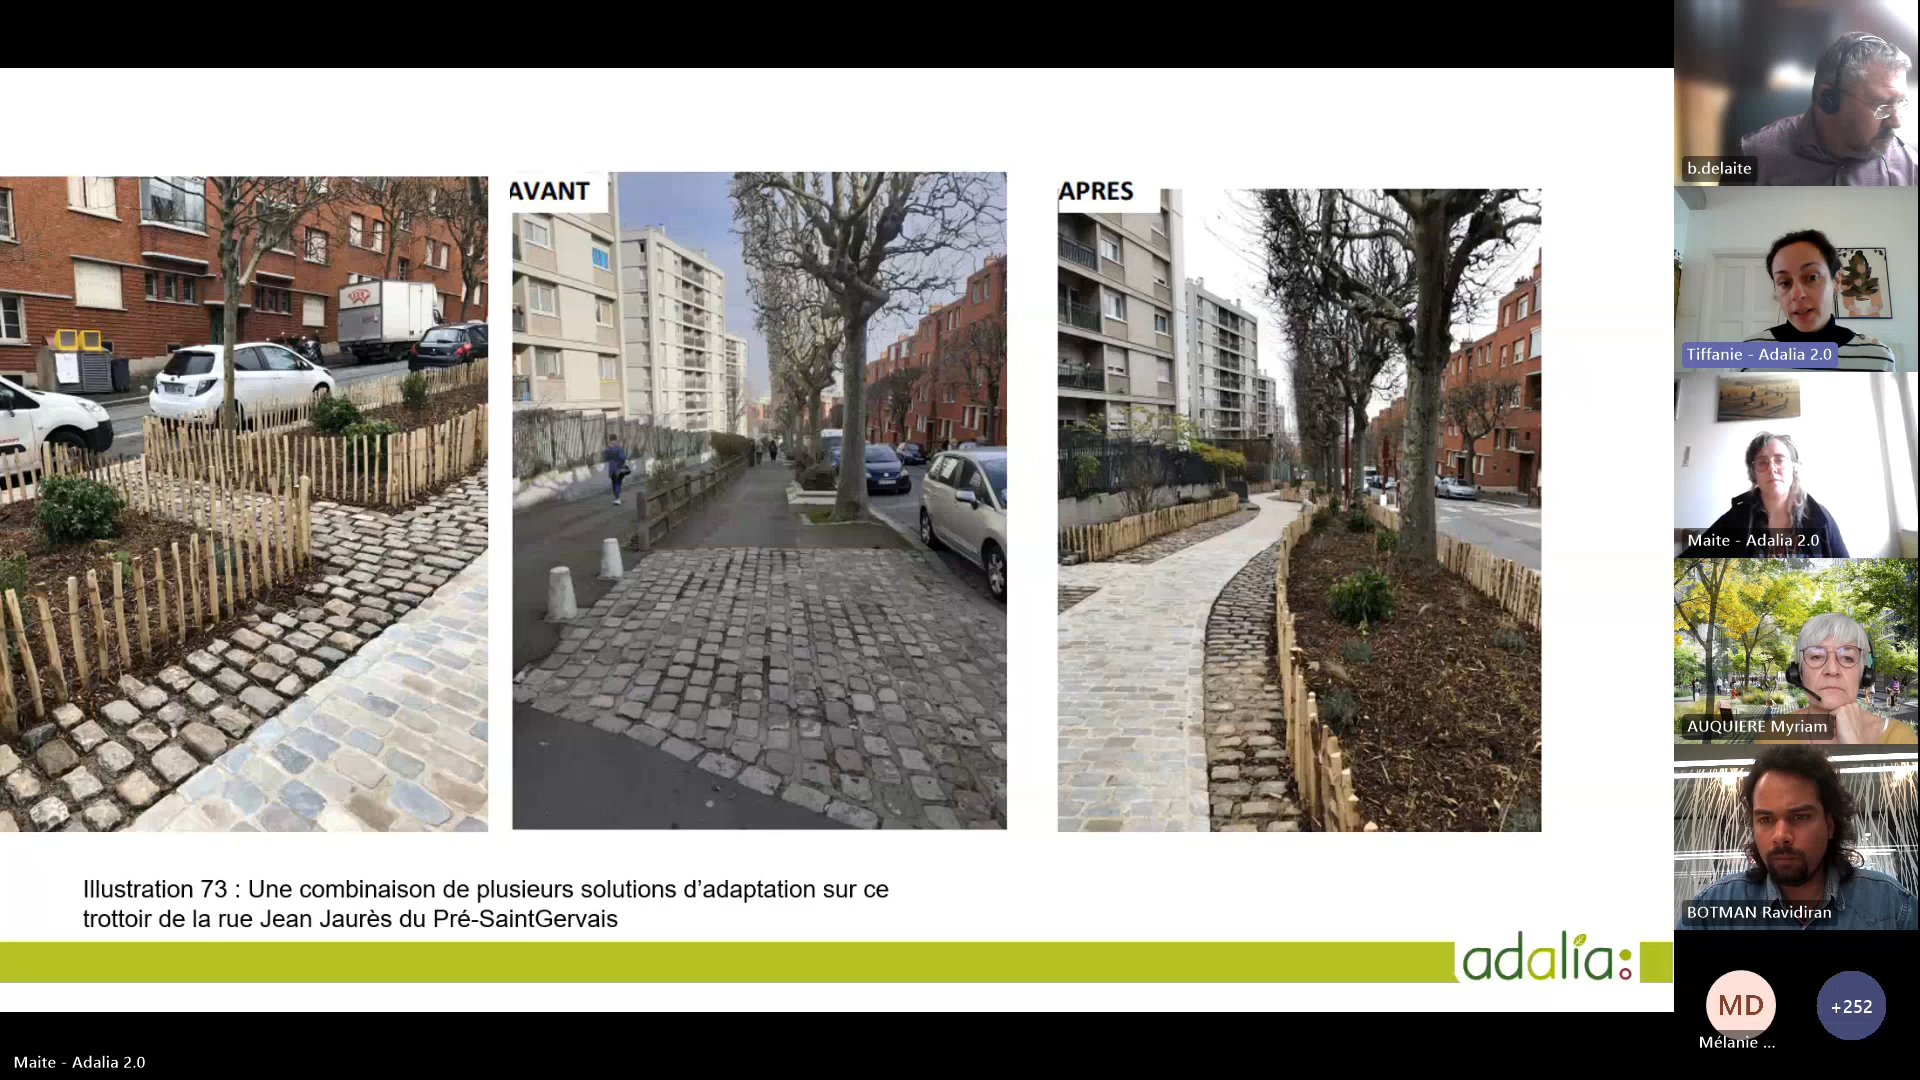 AVANT
APRES
Illustration 73 : Une combinaison de plusieurs solutions d’adaptation sur ce
trottoir de la rue Jean Jaurès du Pré-SaintGervais
adalia
b.delaite
Tiffanie - Adalia 2.0
Maite - Adalia 2.0
AUQUIERE Myriam
BOTMAN Ravidiran
MD
+252
Mélanie ...
Maite - Adalia 2.0